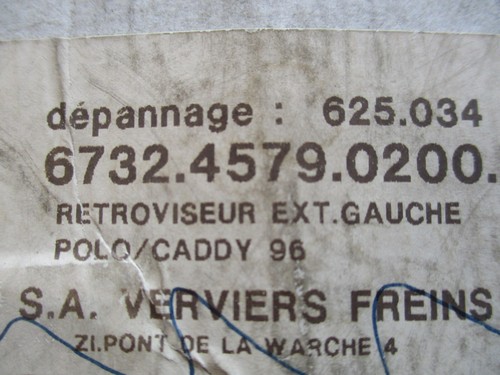 dépannage : 625.034
6732.4579.0200.
RETROVISEUR EXT.GAUCHE
POLO/CADDY 96
S.A. VERVIERS FREINS
ZI.PONT DE LA WARCHE 4